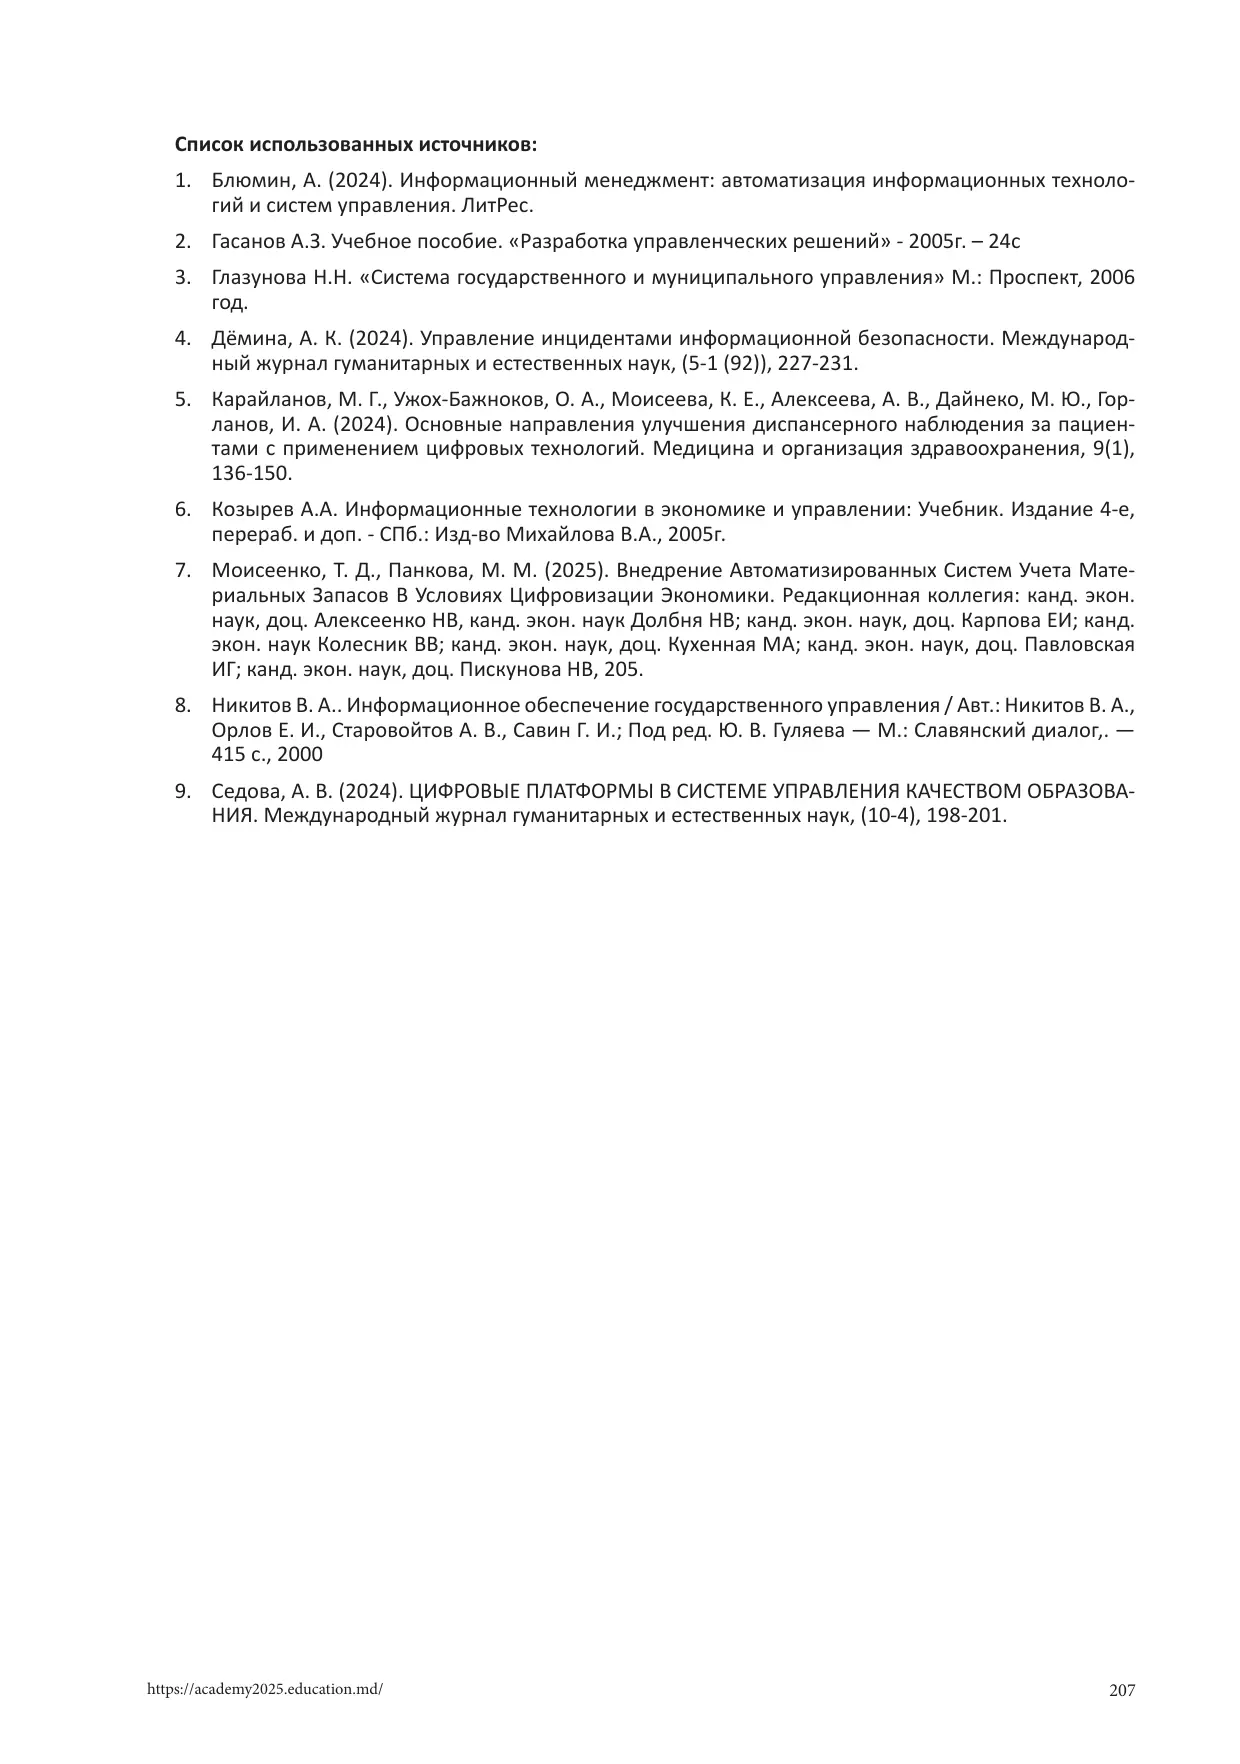 Список использованных источников:
1. Блюмин, А. (2024). Информационный менеджмент: автоматизация информационных техноло-
гий и систем управления. ЛитРес.
2. Гасанов А.З. Учебное пособие. «Разработка управленческих решений» - 2005г. – 24с
3. Глазунова Н.Н. «Система государственного и муниципального управления» М.: Проспект, 2006
год.
4. Дёмина, А. К. (2024). Управление инцидентами информационной безопасности. Международ-
ный журнал гуманитарных и естественных наук, (5-1 (92)), 227-231.
5. Карайланов, М. Г., Ужох-Бажноков, О. А., Моисеева, К. Е., Алексеева, А. В., Дайнеко, М. Ю., Гор-
ланов, И. А. (2024). Основные направления улучшения диспансерного наблюдения за пациен-
тами с применением цифровых технологий. Медицина и организация здравоохранения, 9(1),
136-150.
6. Козырев А.А. Информационные технологии в экономике и управлении: Учебник. Издание 4-е,
перераб. и доп. - СПб.: Изд-во Михайлова В.А., 2005г.
7. Моисеенко, Т. Д., Панкова, М. М. (2025). Внедрение Автоматизированных Систем Учета Мате-
риальных Запасов В Условиях Цифровизации Экономики. Редакционная коллегия: канд. экон.
наук, доц. Алексеенко НВ, канд. экон. наук Долбня НВ; канд. экон. наук, доц. Карпова ЕИ; канд.
экон. наук Колесник ВВ; канд. экон. наук, доц. Кухенная МА; канд. экон. наук, доц. Павловская
ИГ; канд. экон. наук, доц. Пискунова НВ, 205.
8. Никитов В. А.. Информационное обеспечение государственного управления / Авт.: Никитов В. А.,
Орлов Е. И., Старовойтов А. В., Савин Г. И.; Под ред. Ю. В. Гуляева — М.: Славянский диалог,. —
415 с., 2000
9. Седова, А. В. (2024). ЦИФРОВЫЕ ПЛАТФОРМЫ В СИСТЕМЕ УПРАВЛЕНИЯ КАЧЕСТВОМ ОБРАЗОВА-
НИЯ. Международный журнал гуманитарных и естественных наук, (10-4), 198-201.
https://academy2025.education.md/
207